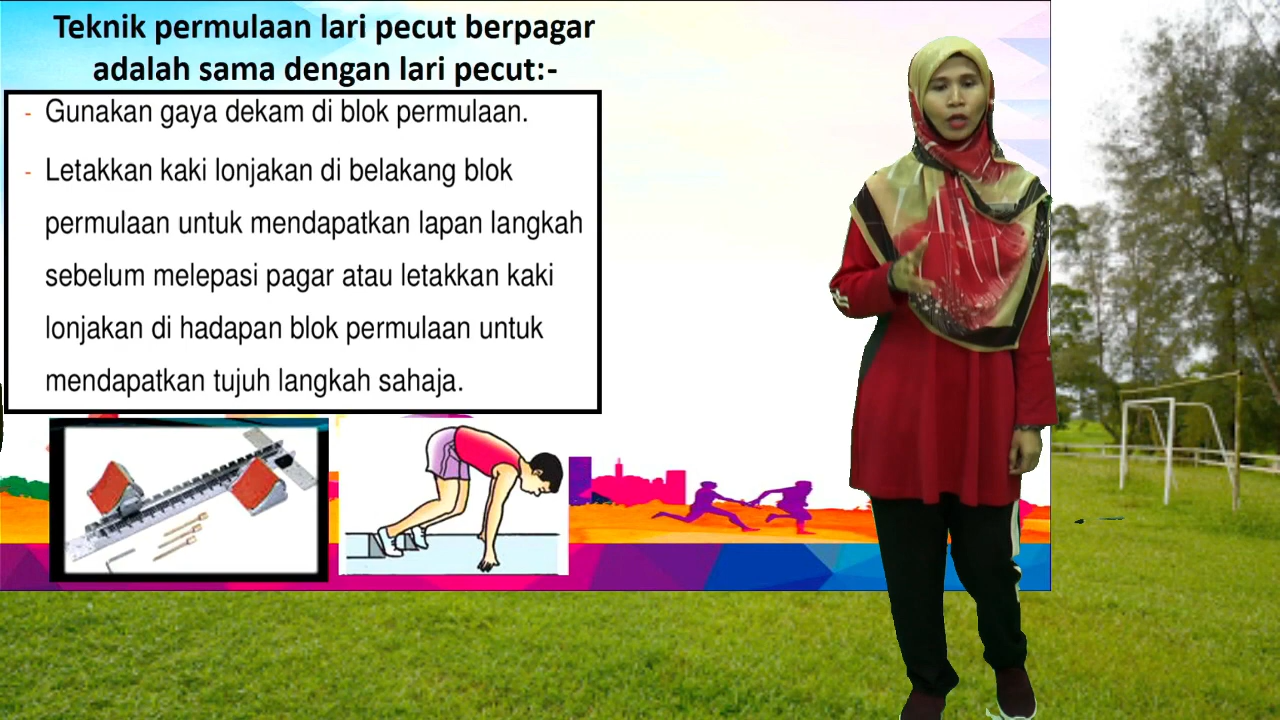 Teknik permulaan lari pecut berpagar
adalah sama dengan lari pecut:-
- Gunakan gaya dekam di blok permulaan.
- Letakkan kaki lonjakan di belakang blok
permulaan untuk mendapatkan lapan langkah
sebelum melepasi pagar atau letakkan kaki
lonjakan di hadapan blok permulaan untuk
mendapatkan tujuh langkah sahaja.